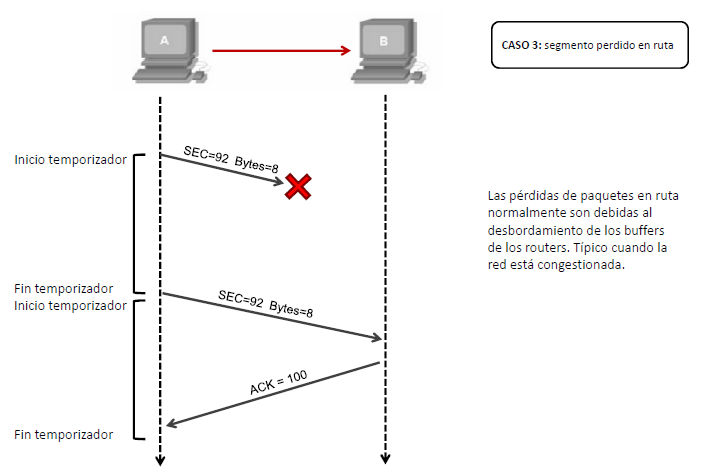 A
B
CASO 3: segmento perdido en ruta
Inicio temporizador
SEC=92 Bytes=8
Las pérdidas de paquetes en ruta
normalmente son debidas al
desbordamiento de los buffers
de los routers. Típico cuando la
red está congestionada.
Fin temporizador
Inicio temporizador
SEC=92 Bytes=8
ACK = 100
Fin temporizador